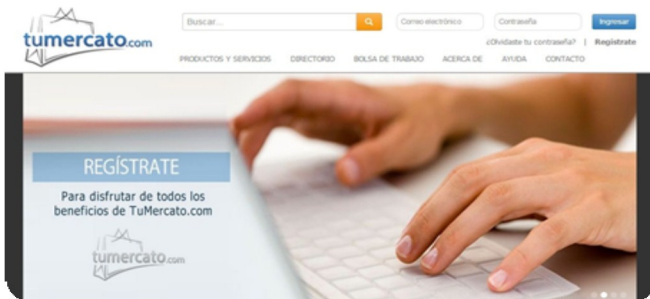 tumercato.com
Buscar...
Correo electrónico
Contraseña
Ingresar
¿Olvidaste tu contraseña? | Regístrate
PRODUCTOS Y SERVICIOS DIRECTORIO BOLSA DE TRABAJO ACERCA DE AYUDA CONTACTO
REGÍSTRATE
Para disfrutar de todos los
beneficios de TuMercato.com
tumercato.com